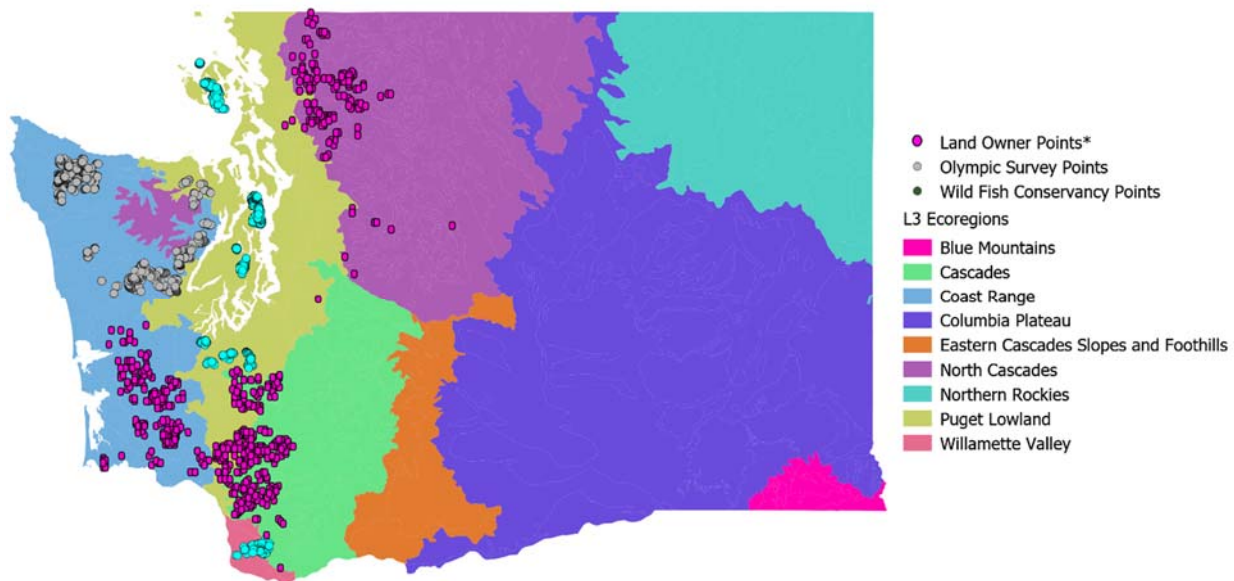 Land Owner Points*
Olympic Survey Points
Wild Fish Conservancy Points
L3 Ecoregions
Blue Mountains
Cascades
Coast Range
Columbia Plateau
Eastern Cascades Slopes and Foothills
North Cascades
Northern Rockies
Puget Lowland
Willamette Valley